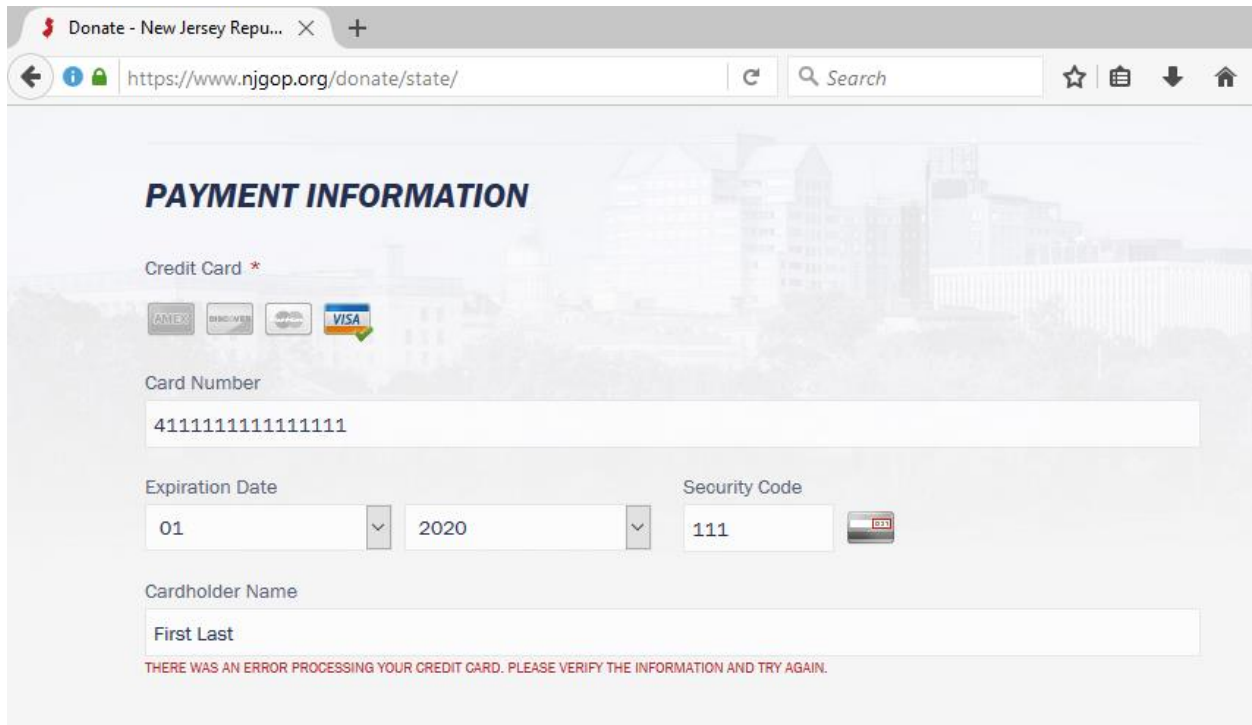 Donate - New Jersey Repu...
https://www.njgop.org/donate/state/
Search
PAYMENT INFORMATION
Credit Card *
AMEX DISCOVER VISA
Card Number
4111111111111111
Expiration Date Security Code
01 2020 111
Cardholder Name
First Last
THERE WAS AN ERROR PROCESSING YOUR CREDIT CARD. PLEASE VERIFY THE INFORMATION AND TRY AGAIN.